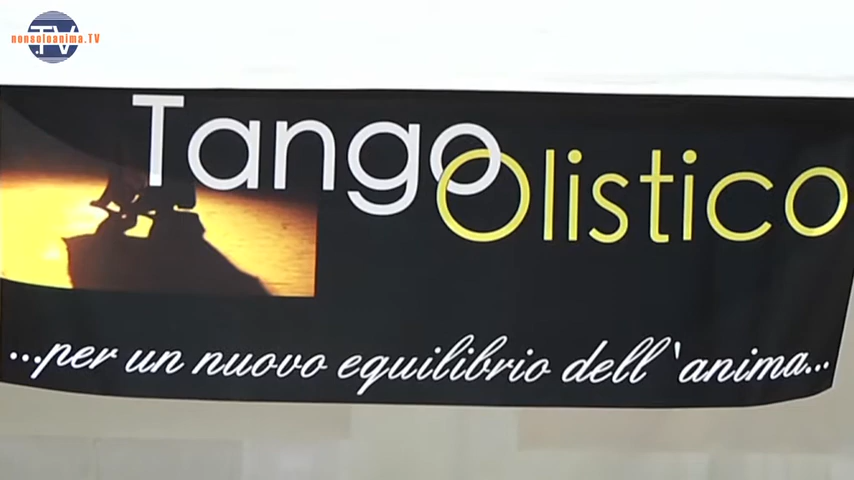 nonsoloanima.TV
TV
Tango
Olistico
...per un nuovo equilibrio dell'anima...